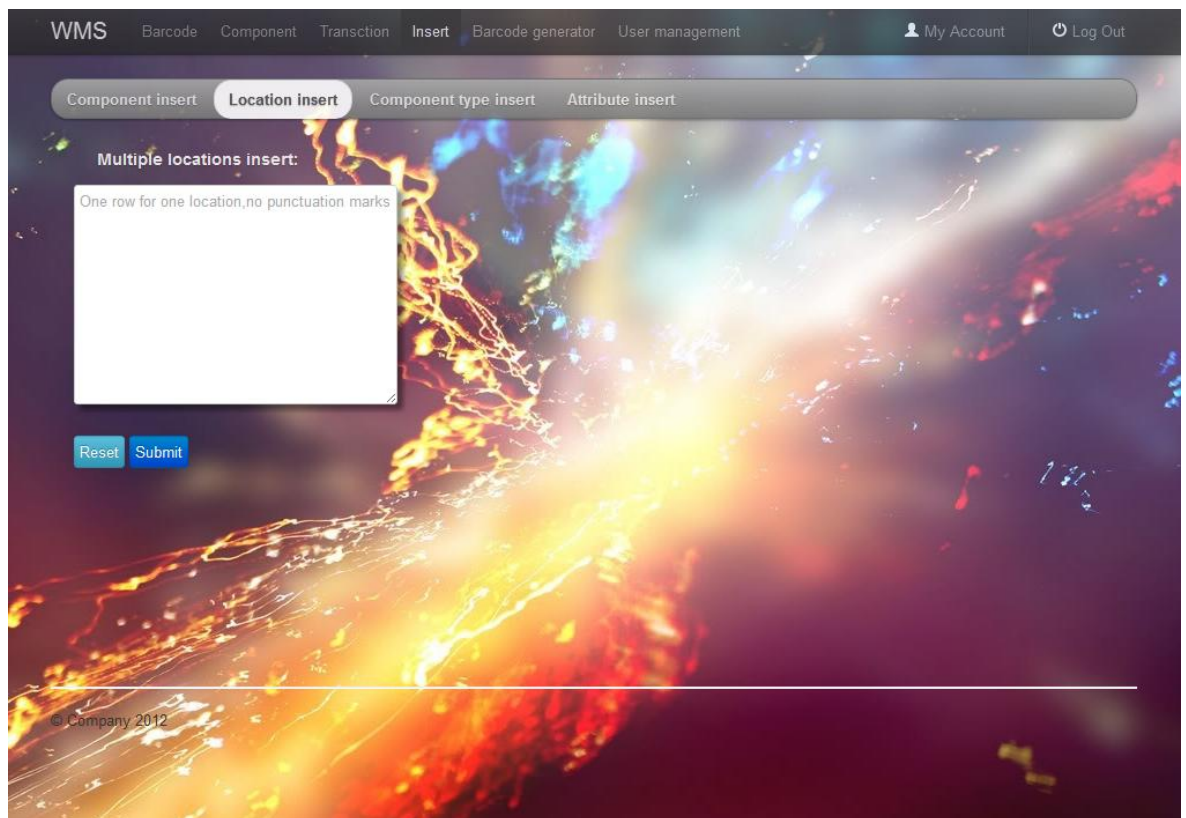 WMS Barcode Component Transction Insert Barcode generator User management My Account Log Out
Component insert Location insert Component type insert Attribute insert
Multiple locations insert:
One row for one location,no punctuation marks
Reset Submit
© Company 2012